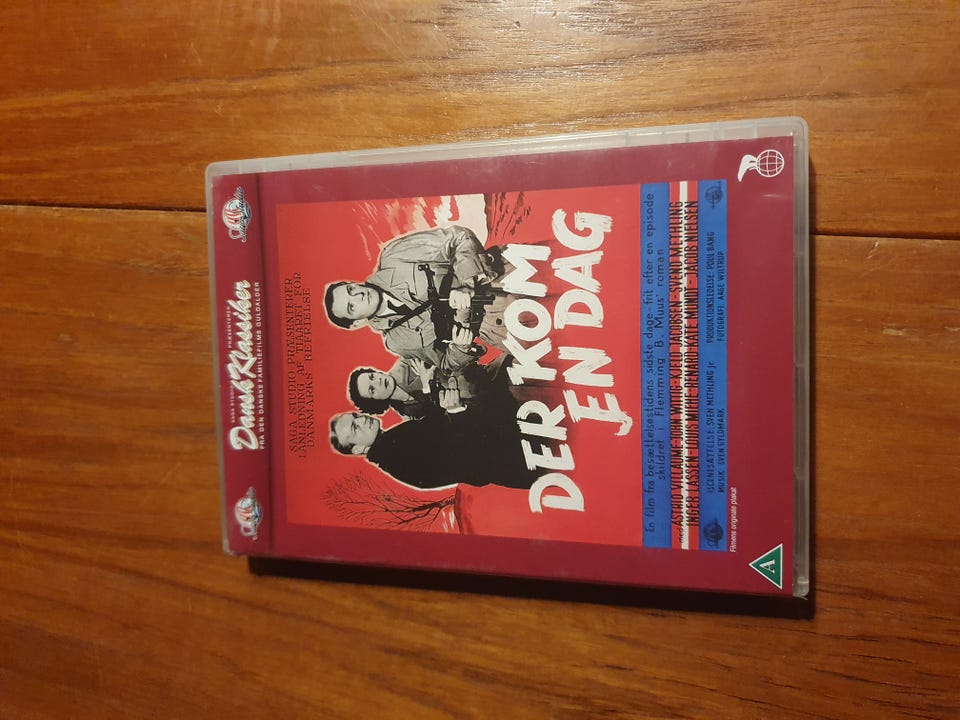 SAGA STUDIO PRÆSENTERER
Dansk Klassiker
FRA DEN DANSKE FAMILIEFILMS GULDALDER
SAGA STUDIO PRÆSENTERER
I ANLEDNING AF TIAARET FOR
DANMARKS BEFRIELSE
DER KOM
EN DAG
En film fra besættelsestidens sidste dage-frit efter en episode
skildret i Flemming B. Muus' roman
med ASTRID VILLAUME·JOHN WITTIG·KJELD JACOBSEN·SVEND METHLING
INGER LASSEN·LOUIS MIEHE-RENARD·KATE MUNDT·JACOB NIELSEN
ISCENESÆTTELSE: SVEN METHLING jr
PRODUKTIONSLEDELSE: POUL BANG
MUSIK: SVEN GYLDMARK
FOTOGRAFI: AAGE WILTRUP
Filmens originale plakat
A